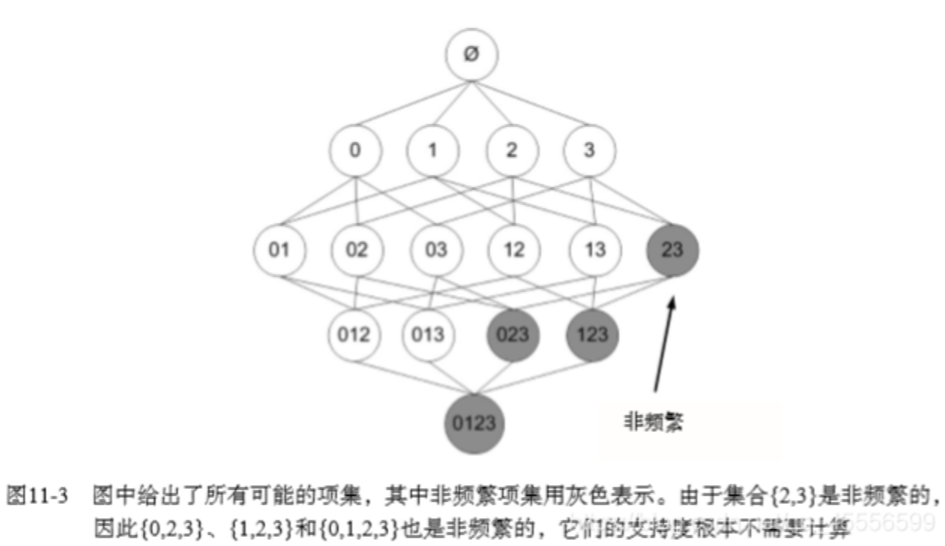 Ø
0 1 2 3
01 02 03 12 13 23
012 013 023 123
0123
非频繁
图11-3 图中给出了所有可能的项集，其中非频繁项集用灰色表示。由于集合{2,3}是非频繁的，
因此{0,2,3}、{1,2,3}和{0,1,2,3}也是非频繁的，它们的支持度根本不需要计算